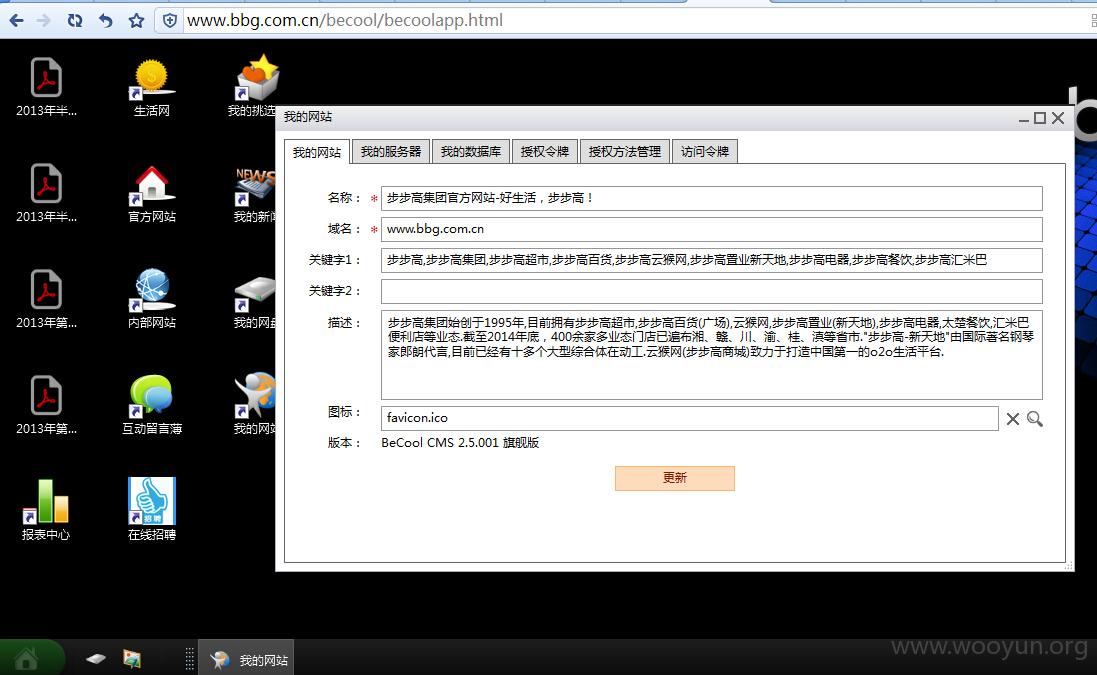 www.bbg.com.cn/becool/becoolapp.html
2013年半...
生活网
我的挑选
2013年半...
官方网站
我的新闻
2013年第...
内部网站
我的网盘
2013年第...
互动留言薄
我的网站
报表中心
在线招聘
招聘
NEWS
我的网站
我的网站
我的服务器
我的数据库
授权令牌
授权方法管理
访问令牌
名称： * 步步高集团官方网站-好生活，步步高！
域名： * www.bbg.com.cn
关键字1： 步步高,步步高集团,步步高超市,步步高百货,步步高云猴网,步步高置业新天地,步步高电器,步步高餐饮,步步高汇米巴
关键字2：
描述： 步步高集团始创于1995年,目前拥有步步高超市,步步高百货(广场),云猴网,步步高置业(新天地),步步高电器,太楚餐饮,汇米巴
便利店等业态.截至2014年底，400余家多业态门店已遍布湘、赣、川、渝、桂、滇等省市."步步高-新天地"由国际著名钢琴
家郎朗代言,目前已经有十多个大型综合体在动工.云猴网(步步高商城)致力于打造中国第一的o2o生活平台.
图标： favicon.ico
版本： BeCool CMS 2.5.001 旗舰版
更新
我的网站
www.wooyun.org